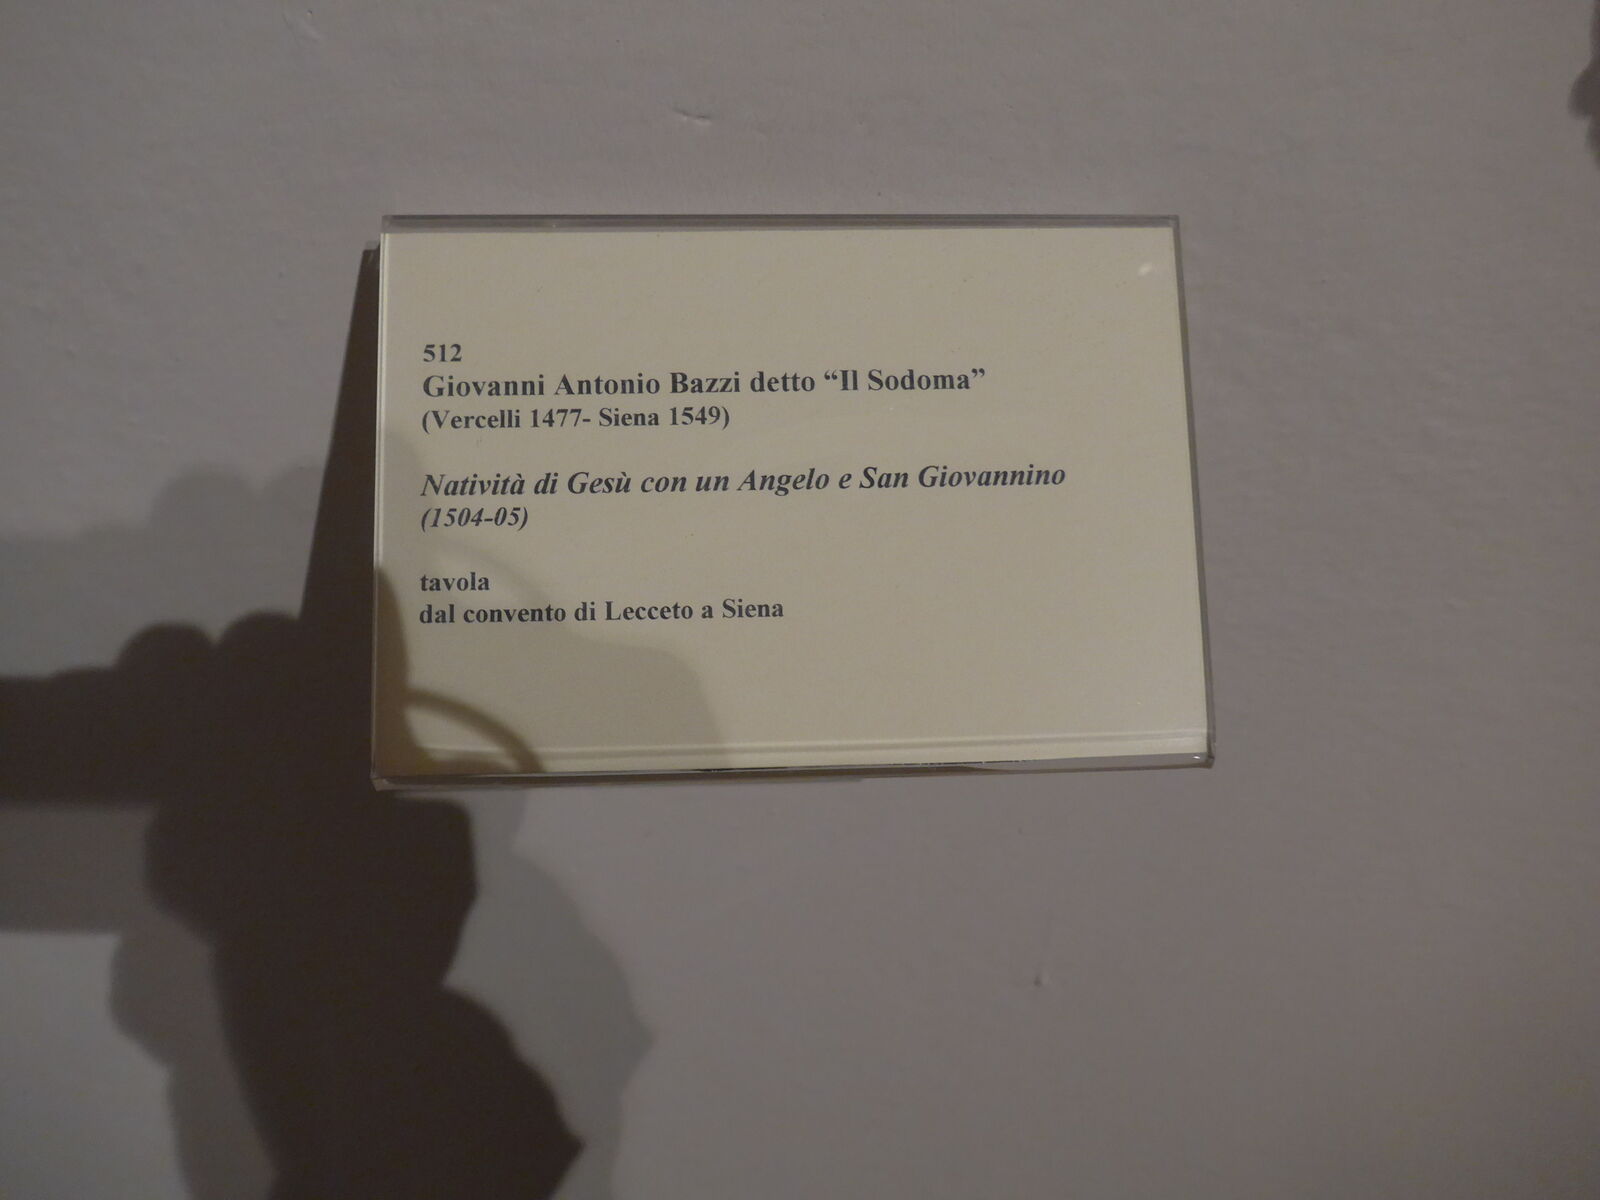 512
Giovanni Antonio Bazzi detto “Il Sodoma”
(Vercelli 1477- Siena 1549)
Natività di Gesù con un Angelo e San Giovannino
(1504-05)
tavola
dal convento di Lecceto a Siena